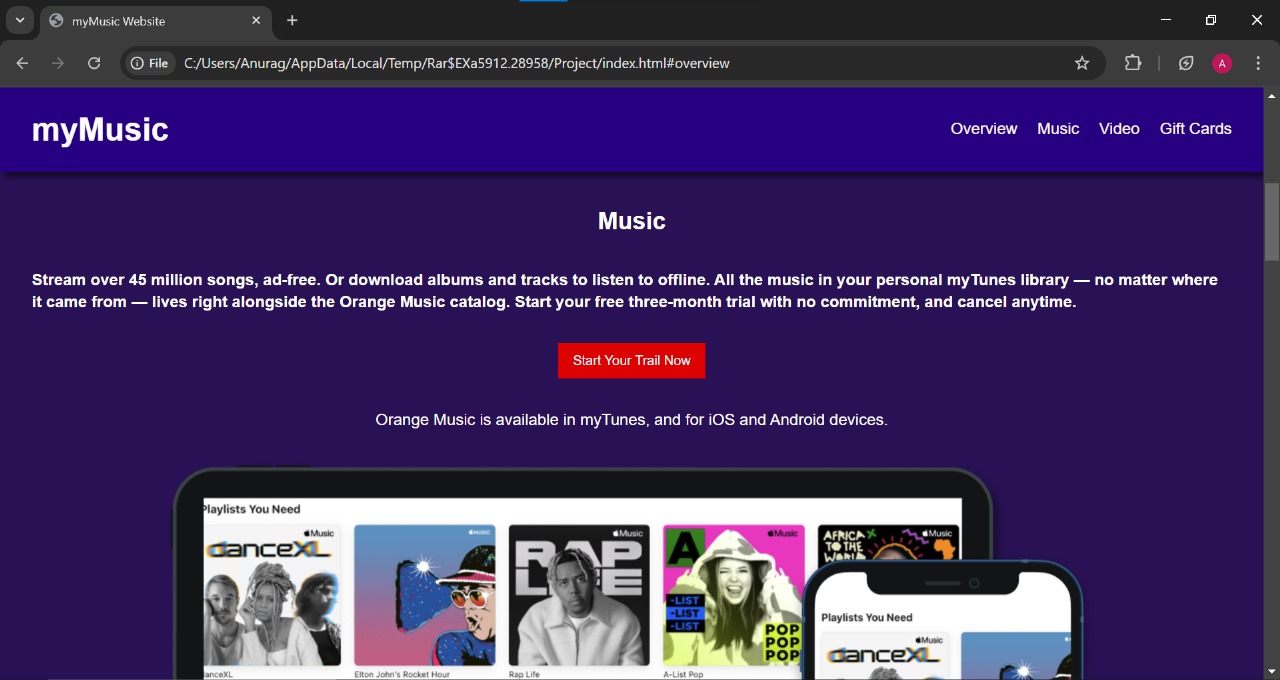 myMusic Website
File C:/Users/Anurag/AppData/Local/Temp/Rar$EXa5912.28958/Project/index.html#overview
A
myMusic
Overview Music Video Gift Cards
Music
Stream over 45 million songs, ad-free. Or download albums and tracks to listen to offline. All the music in your personal myTunes library — no matter where
it came from — lives right alongside the Orange Music catalog. Start your free three-month trial with no commitment, and cancel anytime.
Start Your Trail Now
Orange Music is available in myTunes, and for iOS and Android devices.
Playlists You Need
Music Music Music Music Music
danceXL
RAP
LIFE
A
-LIST
-LIST
-LIST
POP
POP
POP
AFRICA
TO THE
WORLD
danceXL Elton John's Rocket Hour Rap Life A-List Pop
Playlists You Need
Music
danceXL